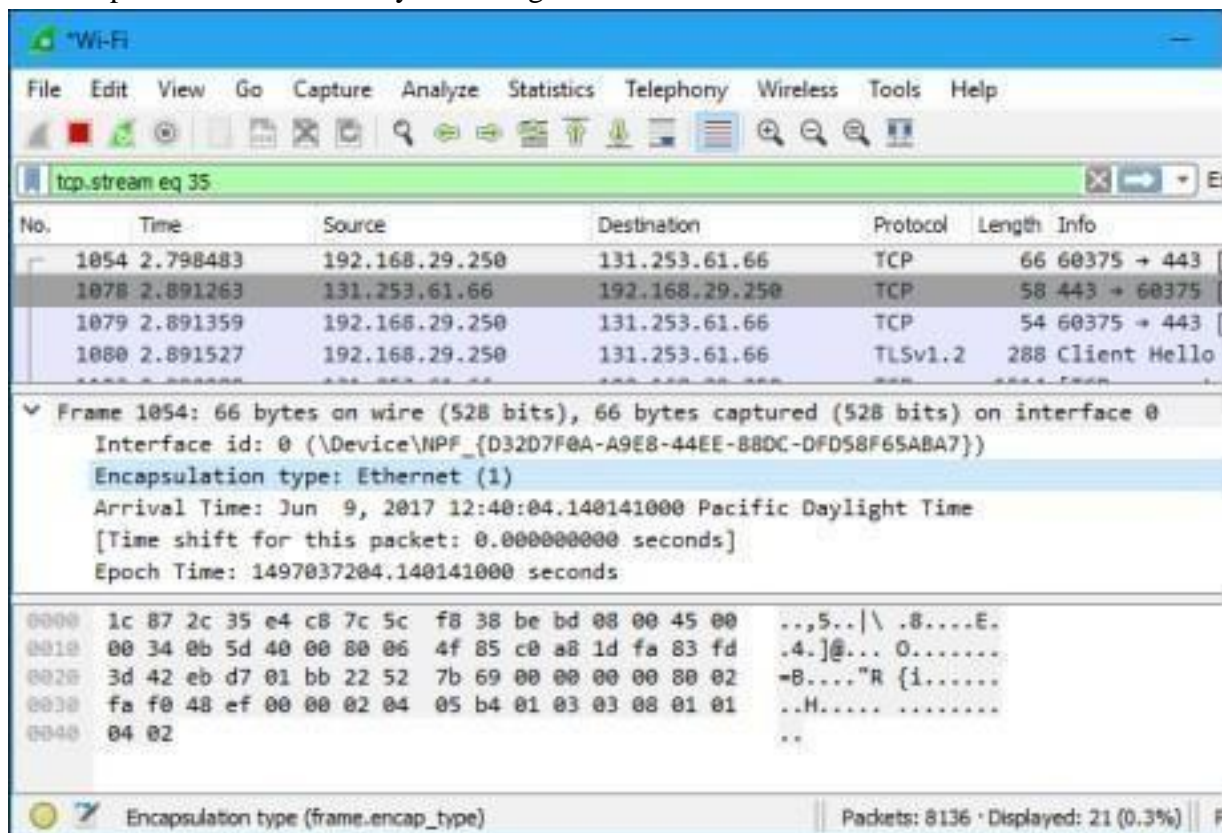 *Wi-Fi
File Edit View Go Capture Analyze Statistics Telephony Wireless Tools Help
tcp.stream eq 35
No. Time Source Destination Protocol Length Info
1054 2.798483 192.168.29.250 131.253.61.66 TCP 66 60375 → 443 [
1078 2.891263 131.253.61.66 192.168.29.250 TCP 58 443 → 60375 [
1079 2.891359 192.168.29.250 131.253.61.66 TCP 54 60375 → 443 [
1080 2.891527 192.168.29.250 131.253.61.66 TLSv1.2 288 Client Hello
Frame 1054: 66 bytes on wire (528 bits), 66 bytes captured (528 bits) on interface 0
Interface id: 0 (\Device\NPF_{D32D7F0A-A9E8-44EE-88DC-DFD58F65ABA7})
Encapsulation type: Ethernet (1)
Arrival Time: Jun 9, 2017 12:40:04.140141000 Pacific Daylight Time
[Time shift for this packet: 0.000000000 seconds]
Epoch Time: 1497037204.140141000 seconds
0000 1c 87 2c 35 e4 c8 7c 5c f8 38 be bd 08 00 45 00 ..,5..|\ .8....E.
0010 00 34 0b 5d 40 00 80 06 4f 85 c0 a8 1d fa 83 fd .4.]@... O.......
0020 3d 42 eb d7 01 bb 22 52 7b 69 00 00 00 00 80 02 =B...."R {i......
0030 fa f0 48 ef 00 00 02 04 05 b4 01 03 03 08 01 01 ..H..... ........
0040 04 02 ..
Encapsulation type (frame.encap_type) Packets: 8136 · Displayed: 21 (0.3%)